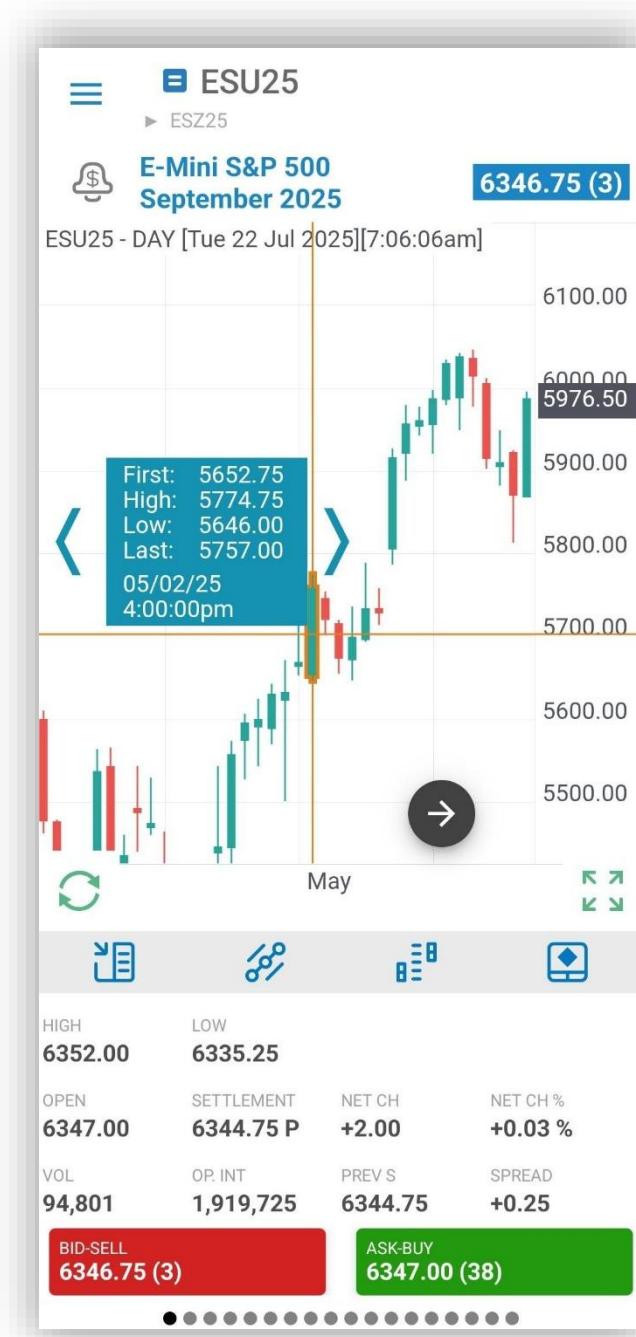 ESU25
► ESZ25
E-Mini S&P 500
September 2025
6346.75 (3)
ESU25 - DAY [Tue 22 Jul 2025][7:06:06am]
6100.00
6000.00
5976.50
5900.00
5800.00
5700.00
5600.00
5500.00
First: 5652.75
High: 5774.75
Low: 5646.00
Last: 5757.00
05/02/25
4:00:00pm
May
HIGH LOW
6352.00 6335.25
OPEN SETTLEMENT NET CH NET CH %
6347.00 6344.75 P +2.00 +0.03 %
VOL OP. INT PREV S SPREAD
94,801 1,919,725 6344.75 +0.25
BID-SELL ASK-BUY
6346.75 (3) 6347.00 (38)